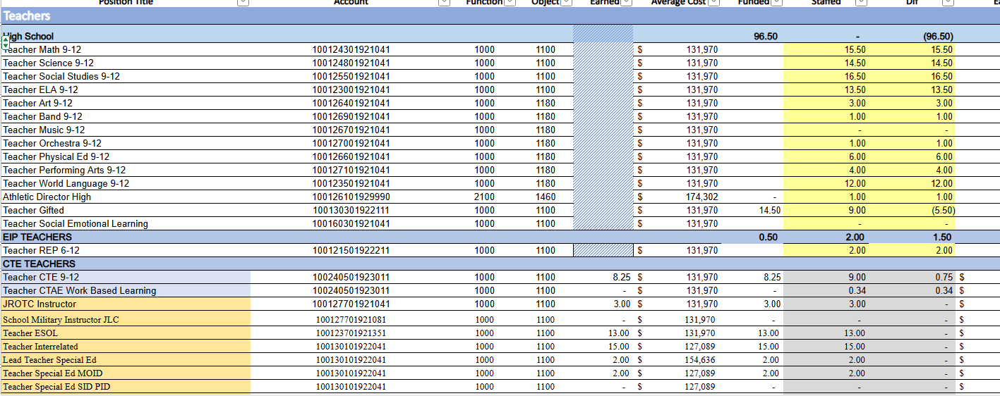 Position Title Account Function Object Earned Average Cost Funded Staffed Dif
Teachers
High School 96.50 - (96.50)
Teacher Math 9-12 100124301921041 1000 1100 $ 131,970 15.50 15.50
Teacher Science 9-12 100124801921041 1000 1100 $ 131,970 14.50 14.50
Teacher Social Studies 9-12 100125501921041 1000 1100 $ 131,970 16.50 16.50
Teacher ELA 9-12 100123001921041 1000 1100 $ 131,970 13.50 13.50
Teacher Art 9-12 100126401921041 1000 1180 $ 131,970 3.00 3.00
Teacher Band 9-12 100126901921041 1000 1180 $ 131,970 1.00 1.00
Teacher Music 9-12 100126701921041 1000 1180 $ 131,970 - -
Teacher Orchestra 9-12 100127001921041 1000 1180 $ 131,970 1.00 1.00
Teacher Physical Ed 9-12 100126601921041 1000 1180 $ 131,970 6.00 6.00
Teacher Performing Arts 9-12 100127101921041 1000 1180 $ 131,970 4.00 4.00
Teacher World Language 9-12 100123501921041 1000 1180 $ 131,970 12.00 12.00
Athletic Director High 100126101929990 2100 1460 $ 174,302 - 1.00 1.00
Teacher Gifted 100130301922111 1000 1100 $ 131,970 14.50 9.00 (5.50)
Teacher Social Emotional Learning 100160301921041 1000 1100 $ 131,970 - -
EIP TEACHERS 0.50 2.00 1.50
Teacher REP 6-12 100121501922211 1000 1100 $ 131,970 2.00 2.00
CTE TEACHERS
Teacher CTE 9-12 100240501923011 1000 1100 8.25 $ 131,970 8.25 9.00 0.75 $
Teacher CTAE Work Based Learning 100240501923011 1000 1100 - $ 131,970 - 0.34 0.34 $
JROTC Instructor 100127701921041 1000 1100 3.00 $ 131,970 3.00 3.00 - $
School Military Instructor JLC 100127701921081 1000 1100 - $ 131,970 - - - $
Teacher ESOL 100123701921351 1000 1100 13.00 $ 131,970 13.00 13.00 - $
Teacher Interrelated 100130101922041 1000 1100 15.00 $ 127,089 15.00 15.00 - $
Lead Teacher Special Ed 100130101922041 1000 1100 2.00 $ 154,636 2.00 2.00 - $
Teacher Special Ed MOID 100130101922041 1000 1100 2.00 $ 127,089 2.00 2.00 - $
Teacher Special Ed SID PID 100130101922041 1000 1100 - $ 127,089 - - - $